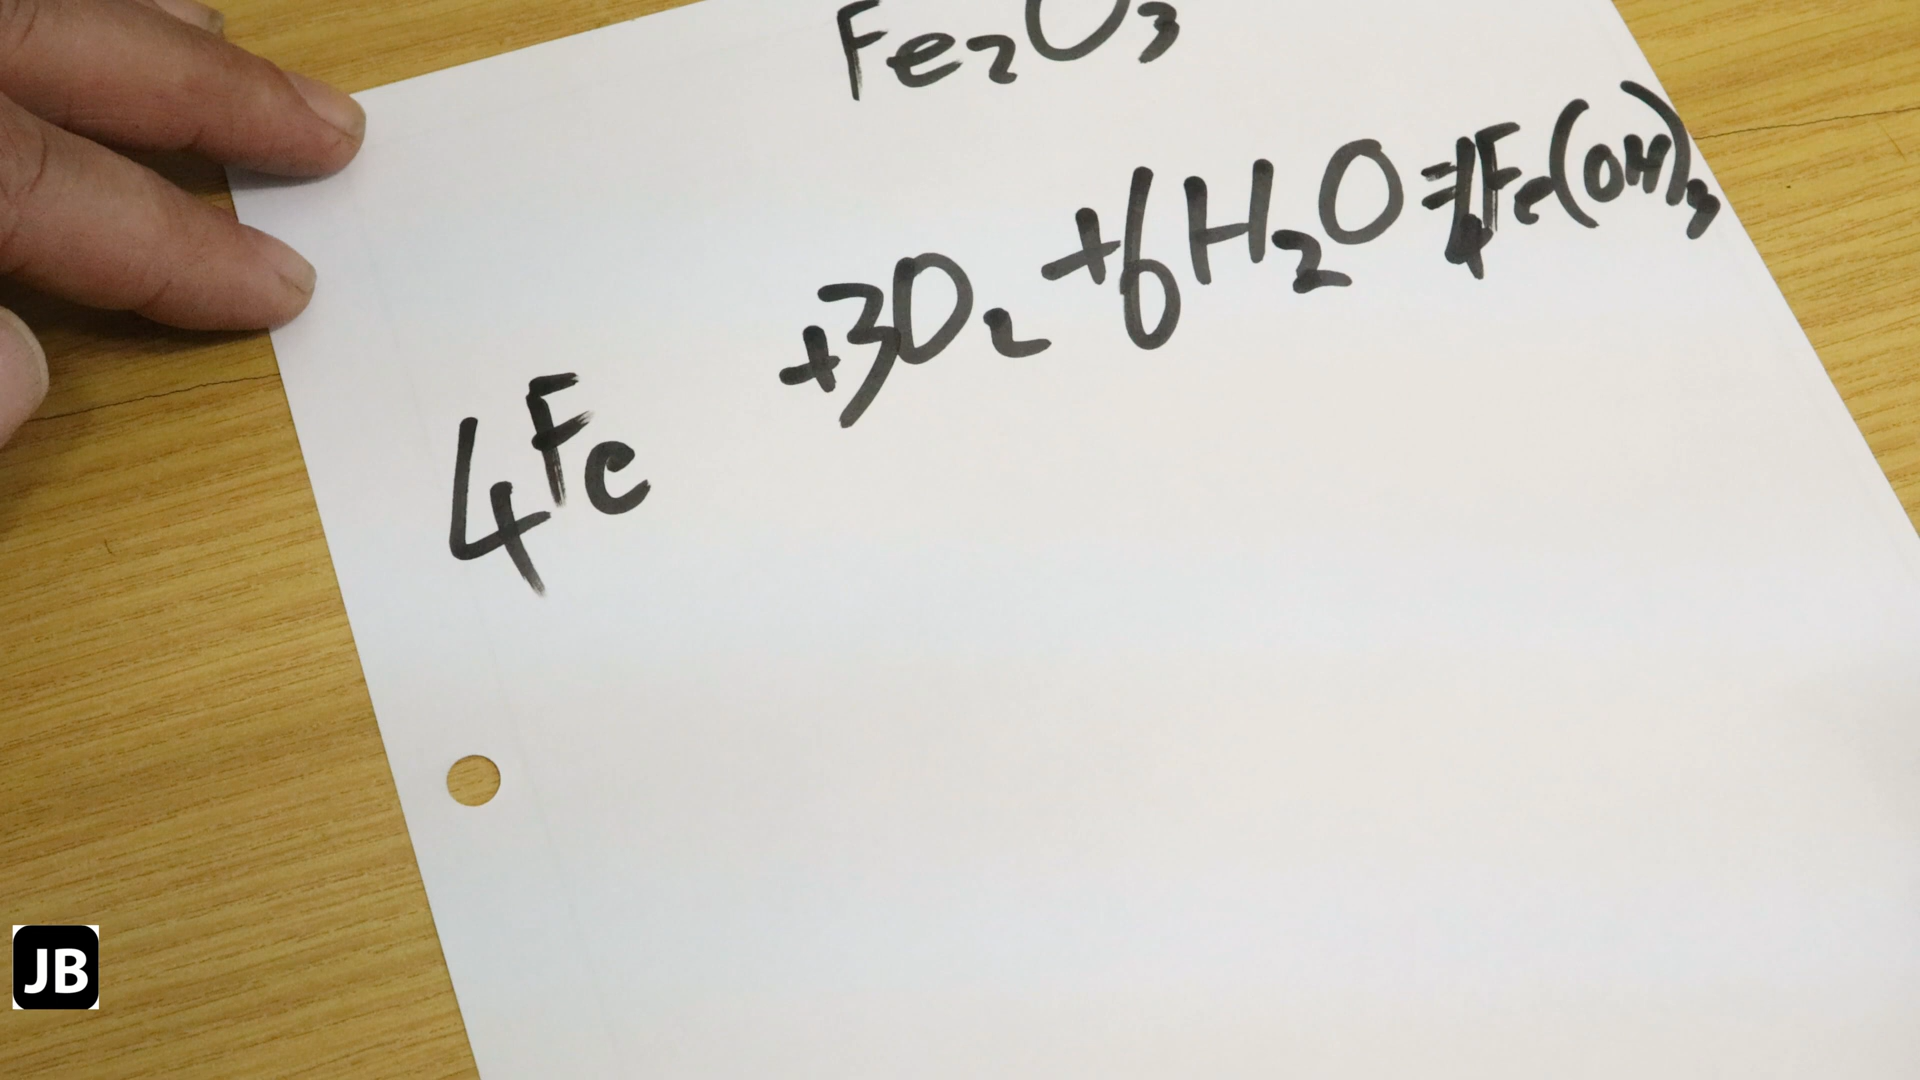 Fe₂O₃
4Fe +3O₂ +6H₂O = 4Fe(OH)₃
JB